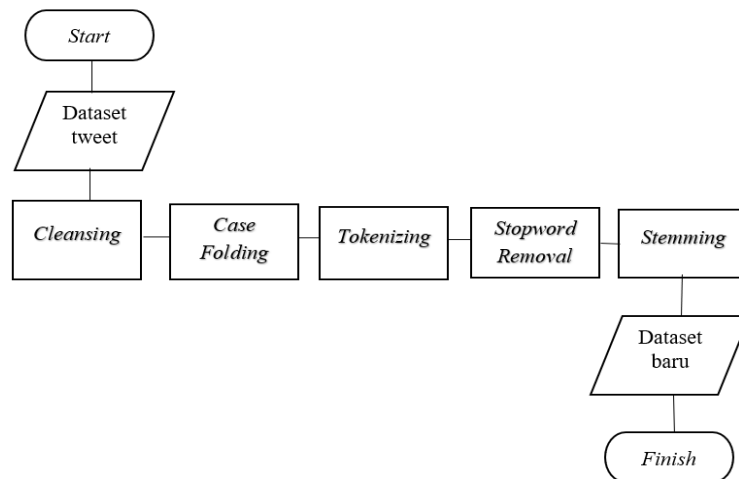 Start
Dataset
tweet
Cleansing
Case
Folding
Tokenizing
Stopword
Removal
Stemming
Dataset
baru
Finish